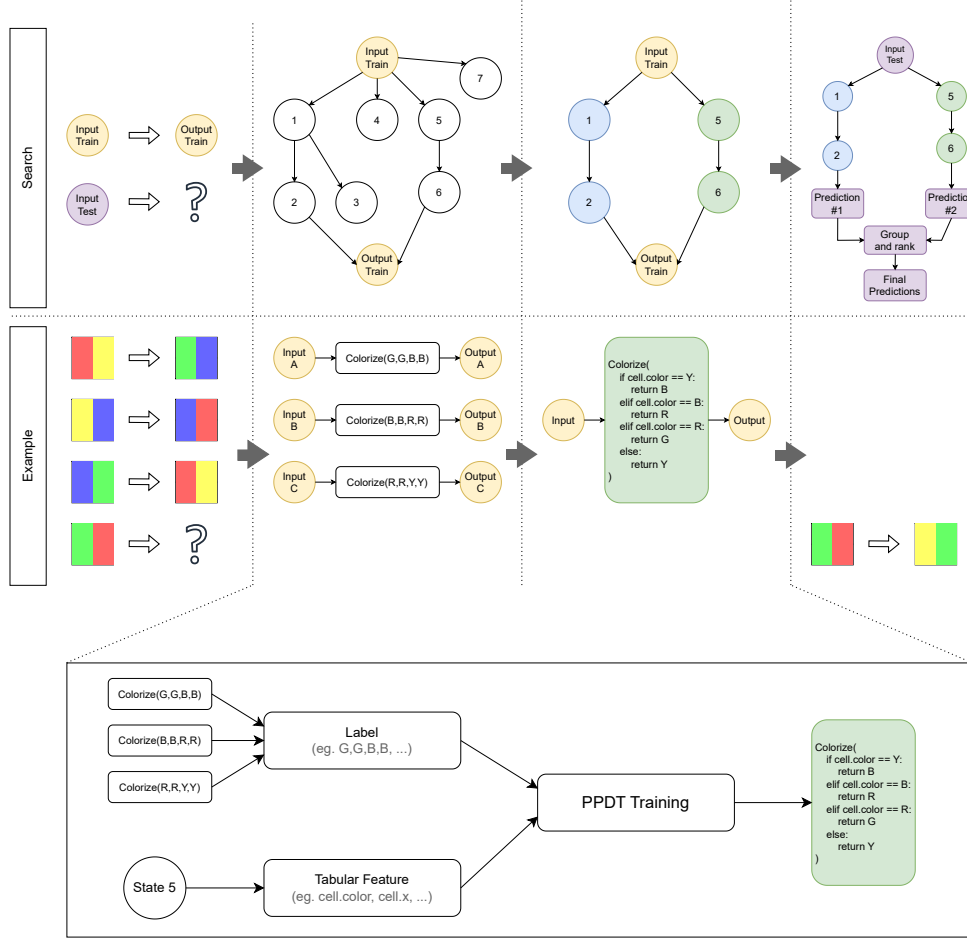 Search
Input
Train
Output
Train
Input
Test
?
Input
Train
7
1
4
5
2
3
6
Output
Train
Input
Train
1
5
2
6
Output
Train
Input
Test
1
5
2
6
Prediction
#1
Prediction
#2
Group
and rank
Final
Predictions
Example
?
Input
A
Colorize(G,G,B,B)
Output
A
Input
B
Colorize(B,B,R,R)
Output
B
Input
C
Colorize(R,R,Y,Y)
Output
C
Input
Colorize(
if cell.color == Y:
return B
elif cell.color == B:
return R
elif cell.color == R:
return G
else:
return Y
)
Output
Colorize(G,G,B,B)
Colorize(B,B,R,R)
Colorize(R,R,Y,Y)
Label
(eg. G,G,B,B, ...)
State 5
Tabular Feature
(eg. cell.color, cell.x, ...)
PPDT Training
Colorize(
if cell.color == Y:
return B
elif cell.color == B:
return R
elif cell.color == R:
return G
else:
return Y
)